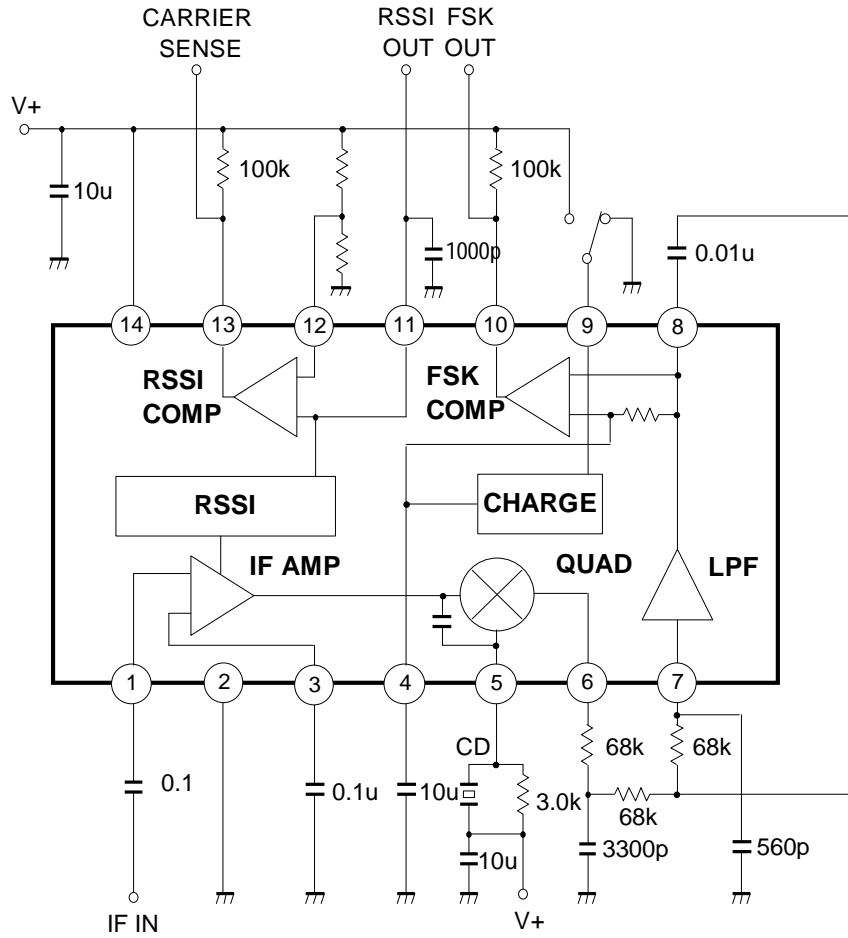 CARRIER
SENSE
RSSI
OUT
FSK
OUT
V+
10u
100k
1000p
100k
0.01u
14
13
12
11
10
9
8
RSSI
COMP
FSK
COMP
RSSI
CHARGE
IF AMP
QUAD
LPF
1
2
3
4
5
6
7
0.1
0.1u
10u
CD
3.0k
10u
V+
68k
68k
68k
3300p
560p
IF IN